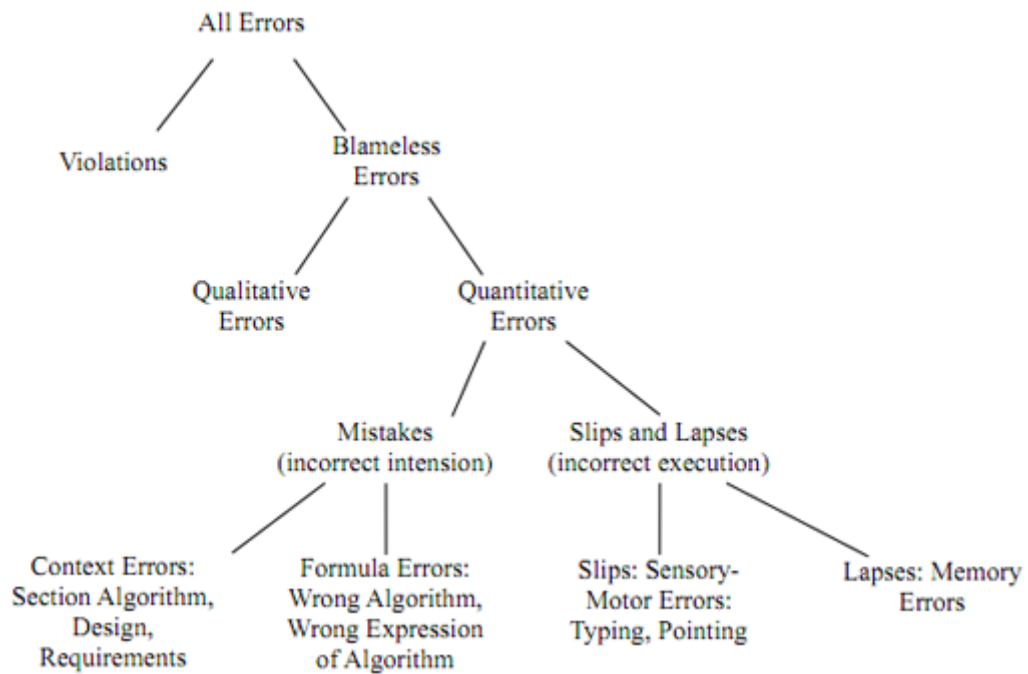 All Errors
Violations
Blameless
Errors
Qualitative
Errors
Quantitative
Errors
Mistakes
(incorrect intension)
Slips and Lapses
(incorrect execution)
Context Errors:
Section Algorithm,
Design,
Requirements
Formula Errors:
Wrong Algorithm,
Wrong Expression
of Algorithm
Slips: Sensory-
Motor Errors:
Typing, Pointing
Lapses: Memory
Errors